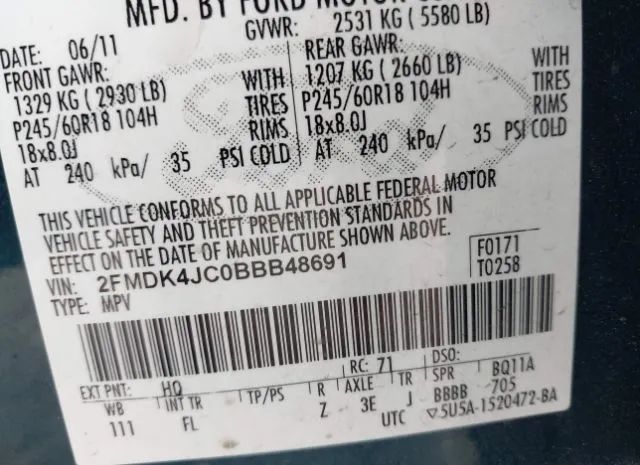 MFD. BY FORD MOTOR
DATE: 06/11 GVWR: 2531 KG ( 5580 LB)
FRONT GAWR: REAR GAWR:
1329 KG ( 2930 LB) WITH 1207 KG ( 2660 LB) WITH
P245/60R18 104H TIRES P245/60R18 104H TIRES
18x8.0J RIMS 18x8.0J RIMS
AT 240 kPa/ 35 PSI COLD AT 240 kPa/ 35 PSI COLD
THIS VEHICLE CONFORMS TO ALL APPLICABLE FEDERAL MOTOR
VEHICLE SAFETY AND THEFT PREVENTION STANDARDS IN
EFFECT ON THE DATE OF MANUFACTURE SHOWN ABOVE.
VIN: 2FMDK4JC0BBB48691 F0171
TYPE: MPV T0258
EXT PNT: HQ RC: 71 DSO:
WB INT TR TP/PS R AXLE TR SPR BQ11A
111 FL Z 3E J BBBB 705
UTC ▽5U5A-1520472-BA
Ford